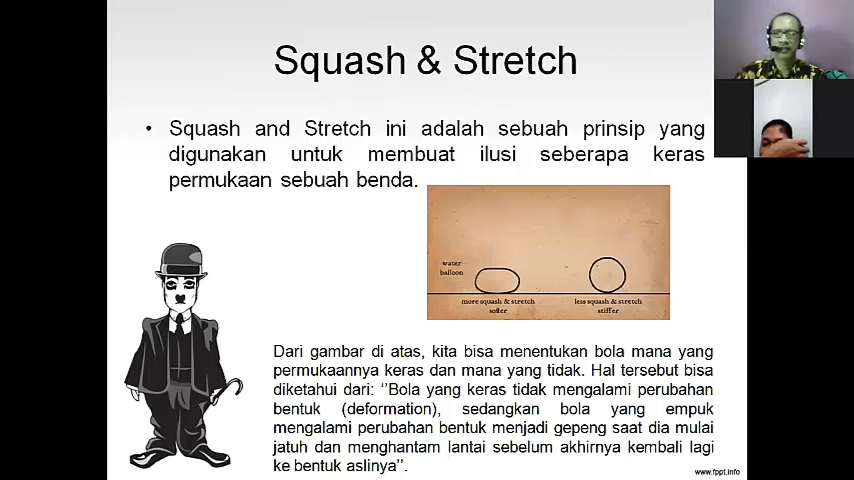 Squash & Stretch
• Squash and Stretch ini adalah sebuah prinsip yang
digunakan untuk membuat ilusi seberapa keras
permukaan sebuah benda.
water
balloon
more squash & stretch
softer
less squash & stretch
stiffer
Dari gambar di atas, kita bisa menentukan bola mana yang
permukaannya keras dan mana yang tidak. Hal tersebut bisa
diketahui dari: ‘’Bola yang keras tidak mengalami perubahan
bentuk (deformation), sedangkan bola yang empuk
mengalami perubahan bentuk menjadi gepeng saat dia mulai
jatuh dan menghantam lantai sebelum akhirnya kembali lagi
ke bentuk aslinya’’.
www.fppt.info